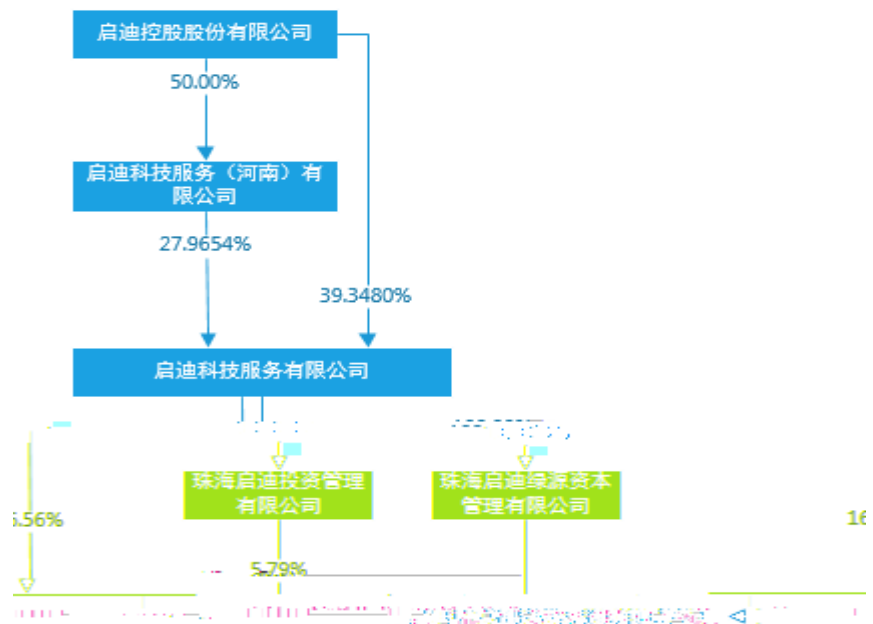 启迪控股股份有限公司
50.00%
启迪科技服务（河南）有
限公司
27.9654%
39.3480%
启迪科技服务有限公司
珠海启迪投资管理
有限公司
珠海启迪绿源资本
管理有限公司
5.56%
16
5.79%